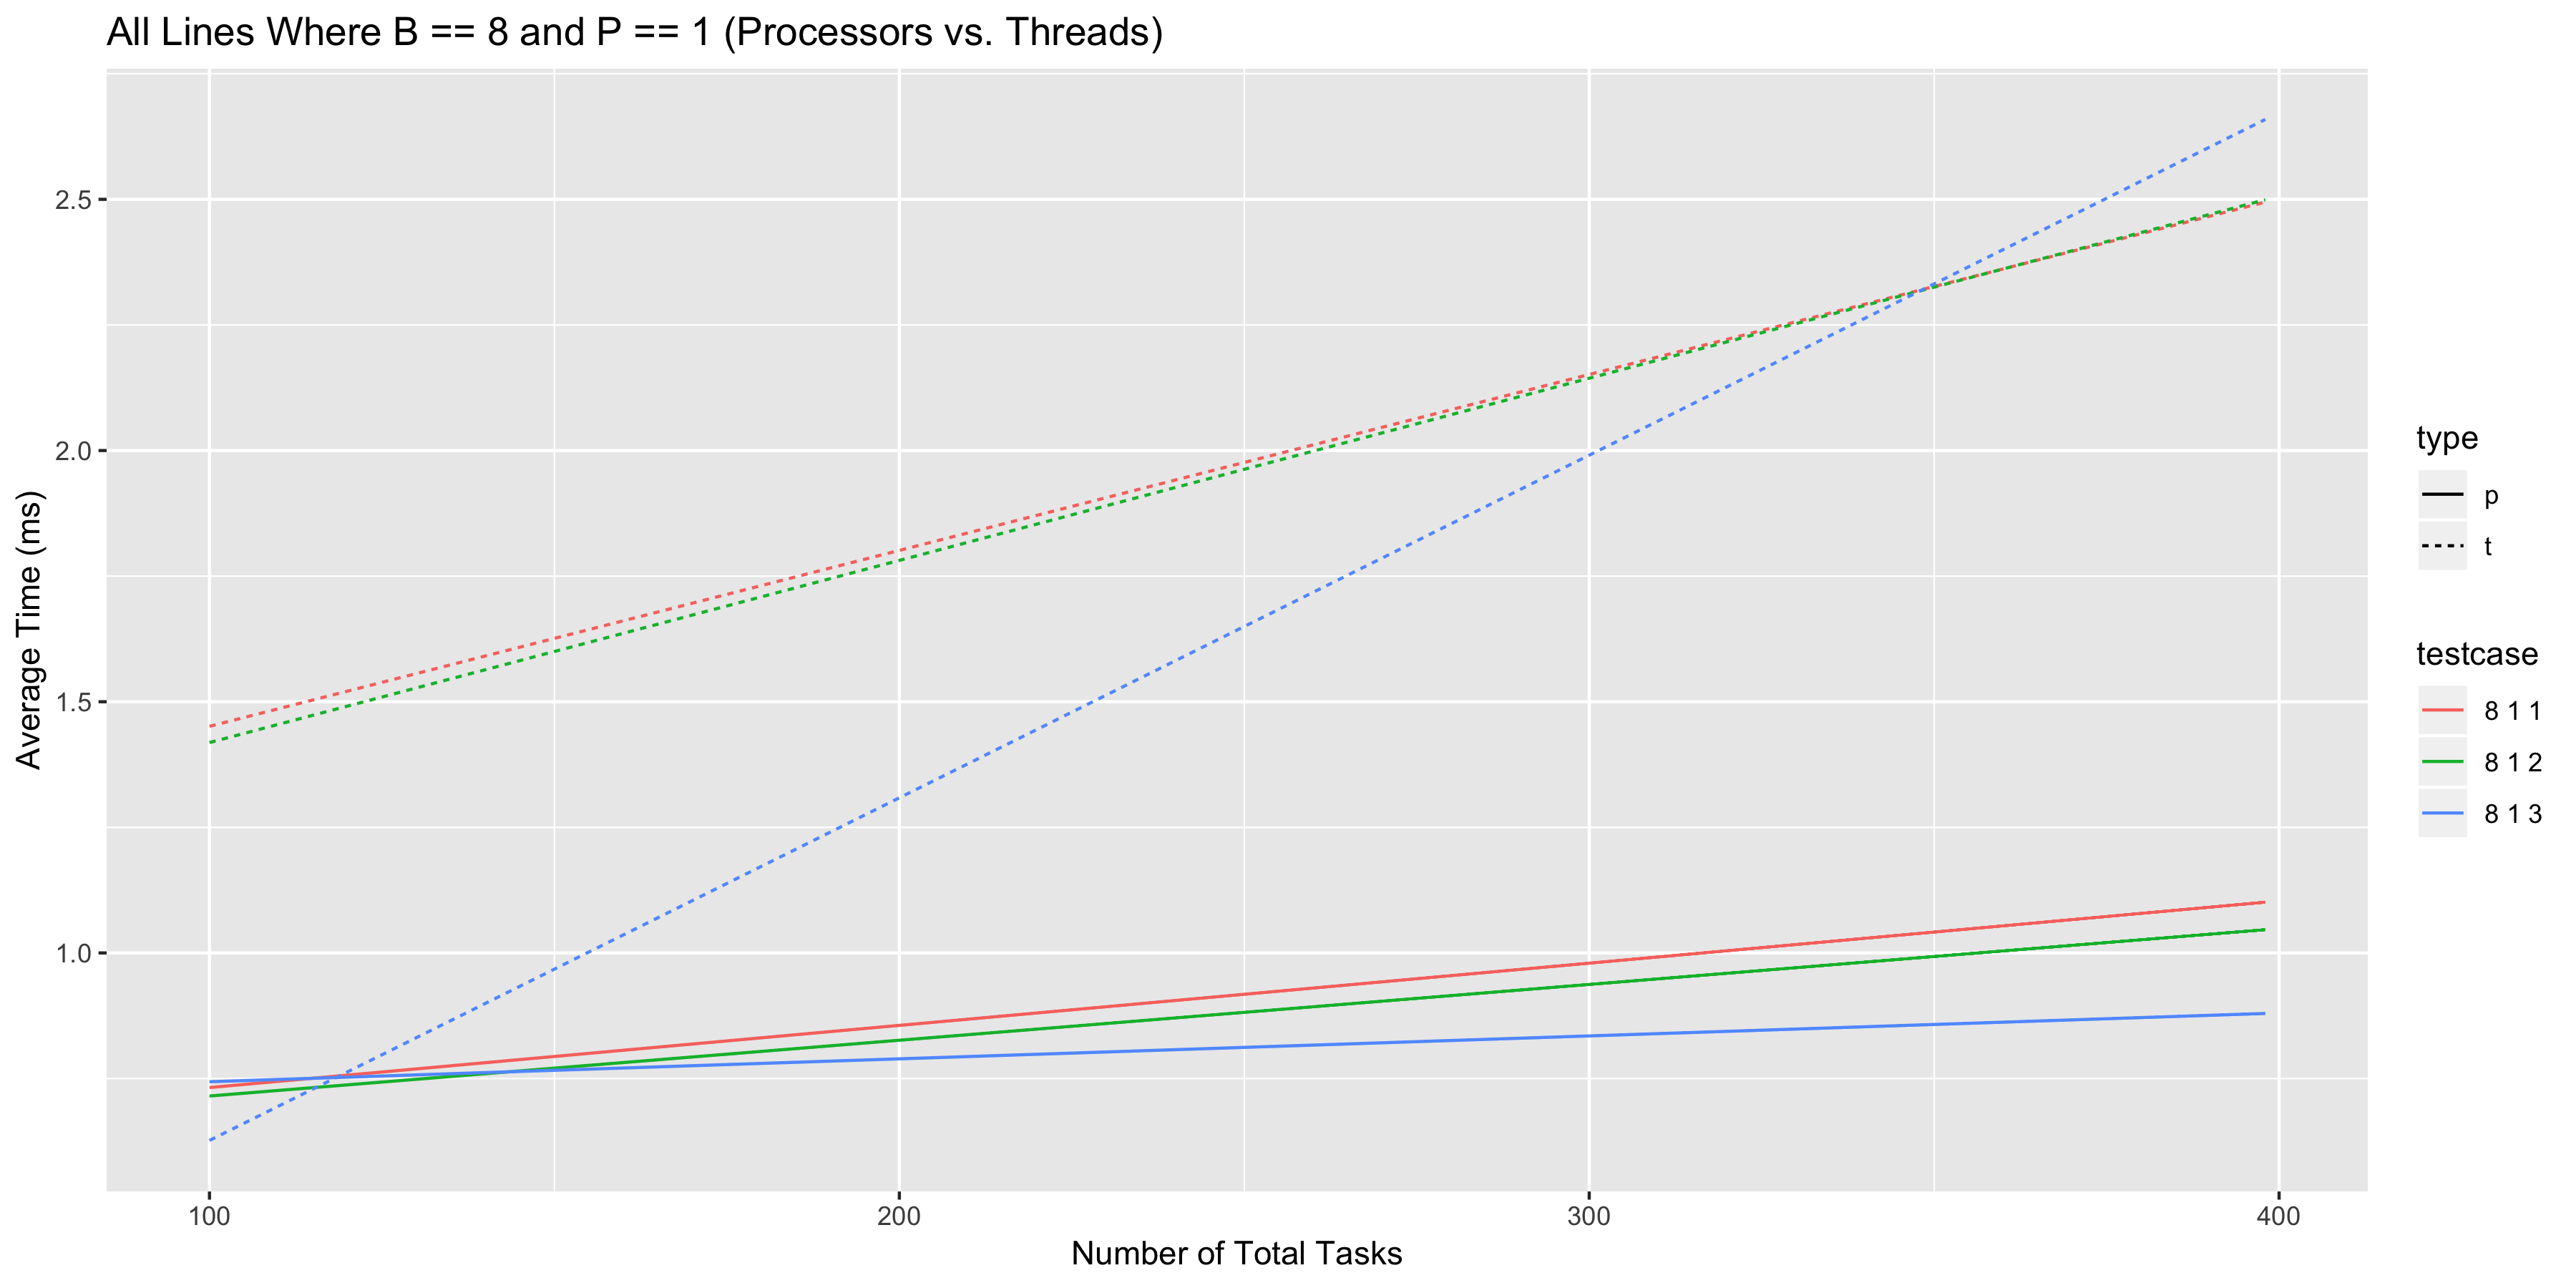 All Lines Where B == 8 and P == 1 (Processors vs. Threads)
Average Time (ms)
2.5
2.0
1.5
1.0
100
200
300
400
Number of Total Tasks
type
p
t
testcase
8 1 1
8 1 2
8 1 3